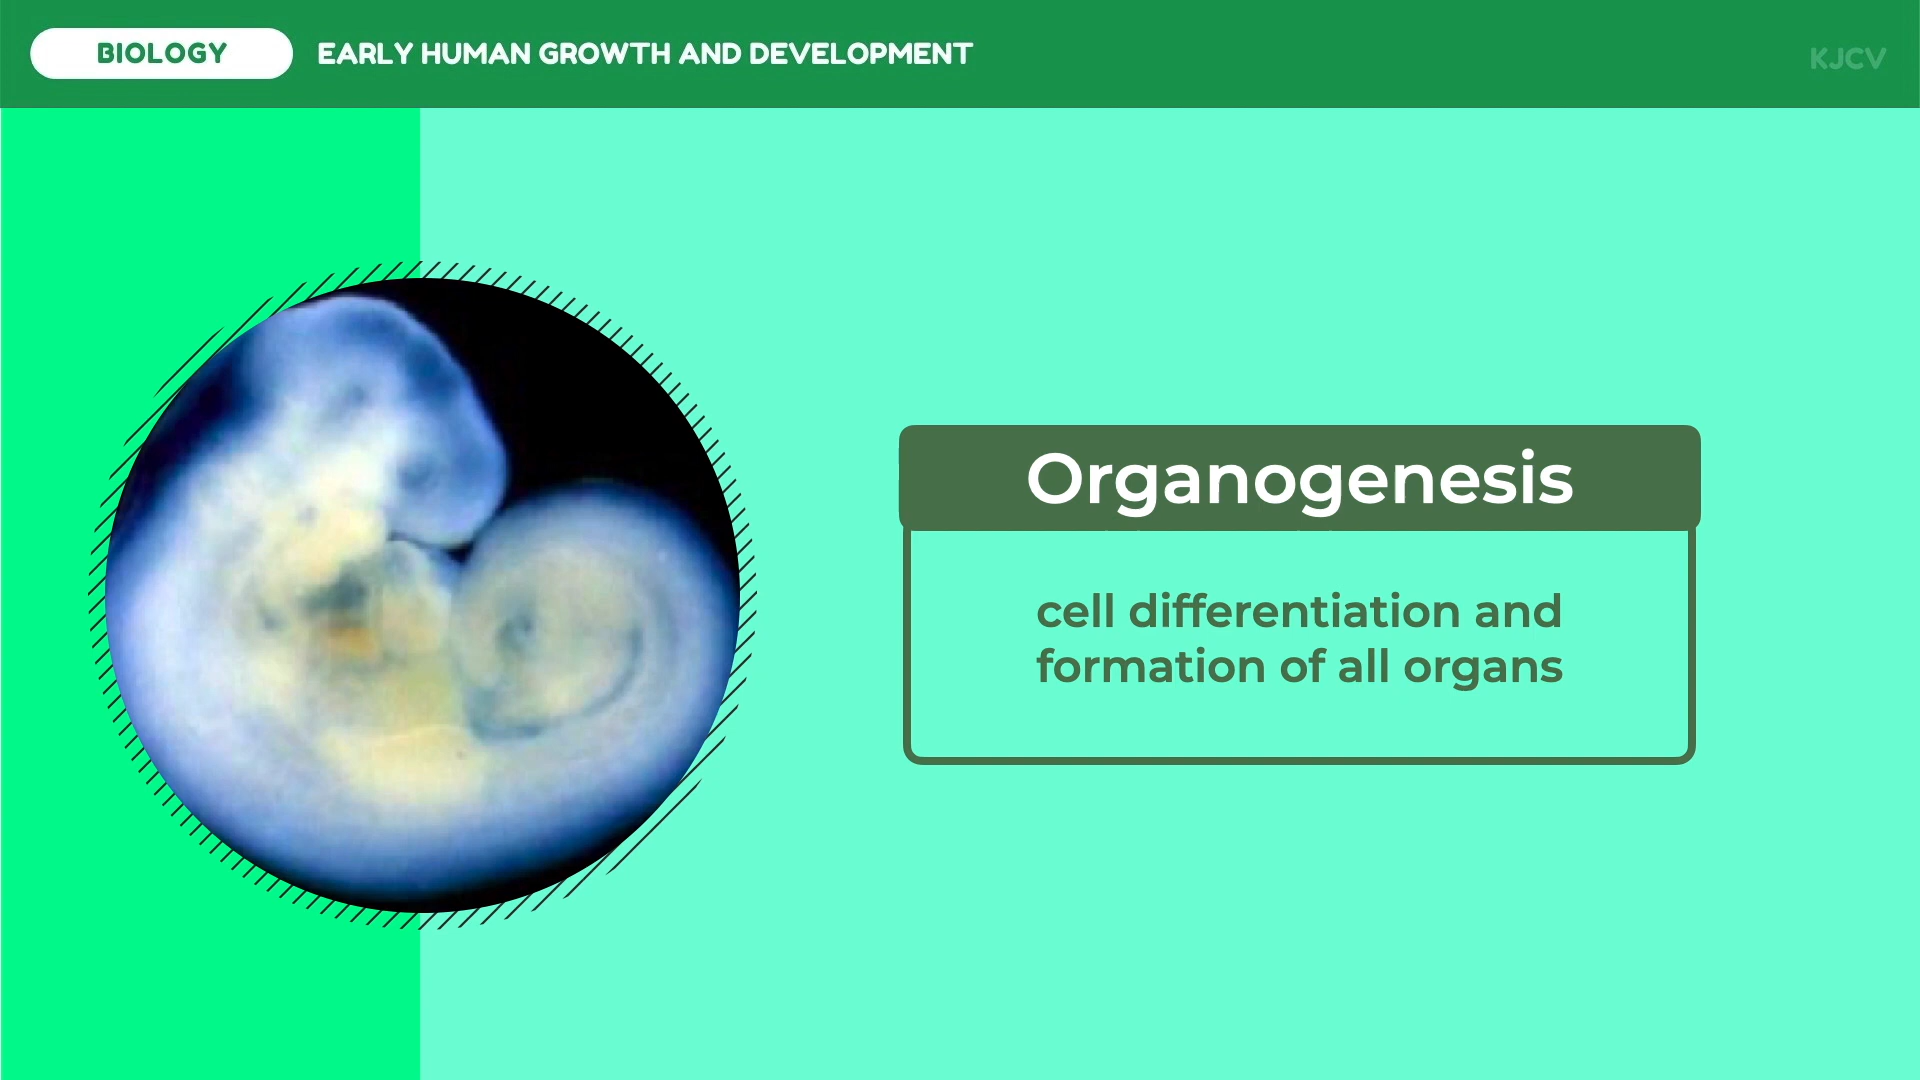 BIOLOGY
EARLY HUMAN GROWTH AND DEVELOPMENT
KJCV
Organogenesis
cell differentiation and
formation of all organs